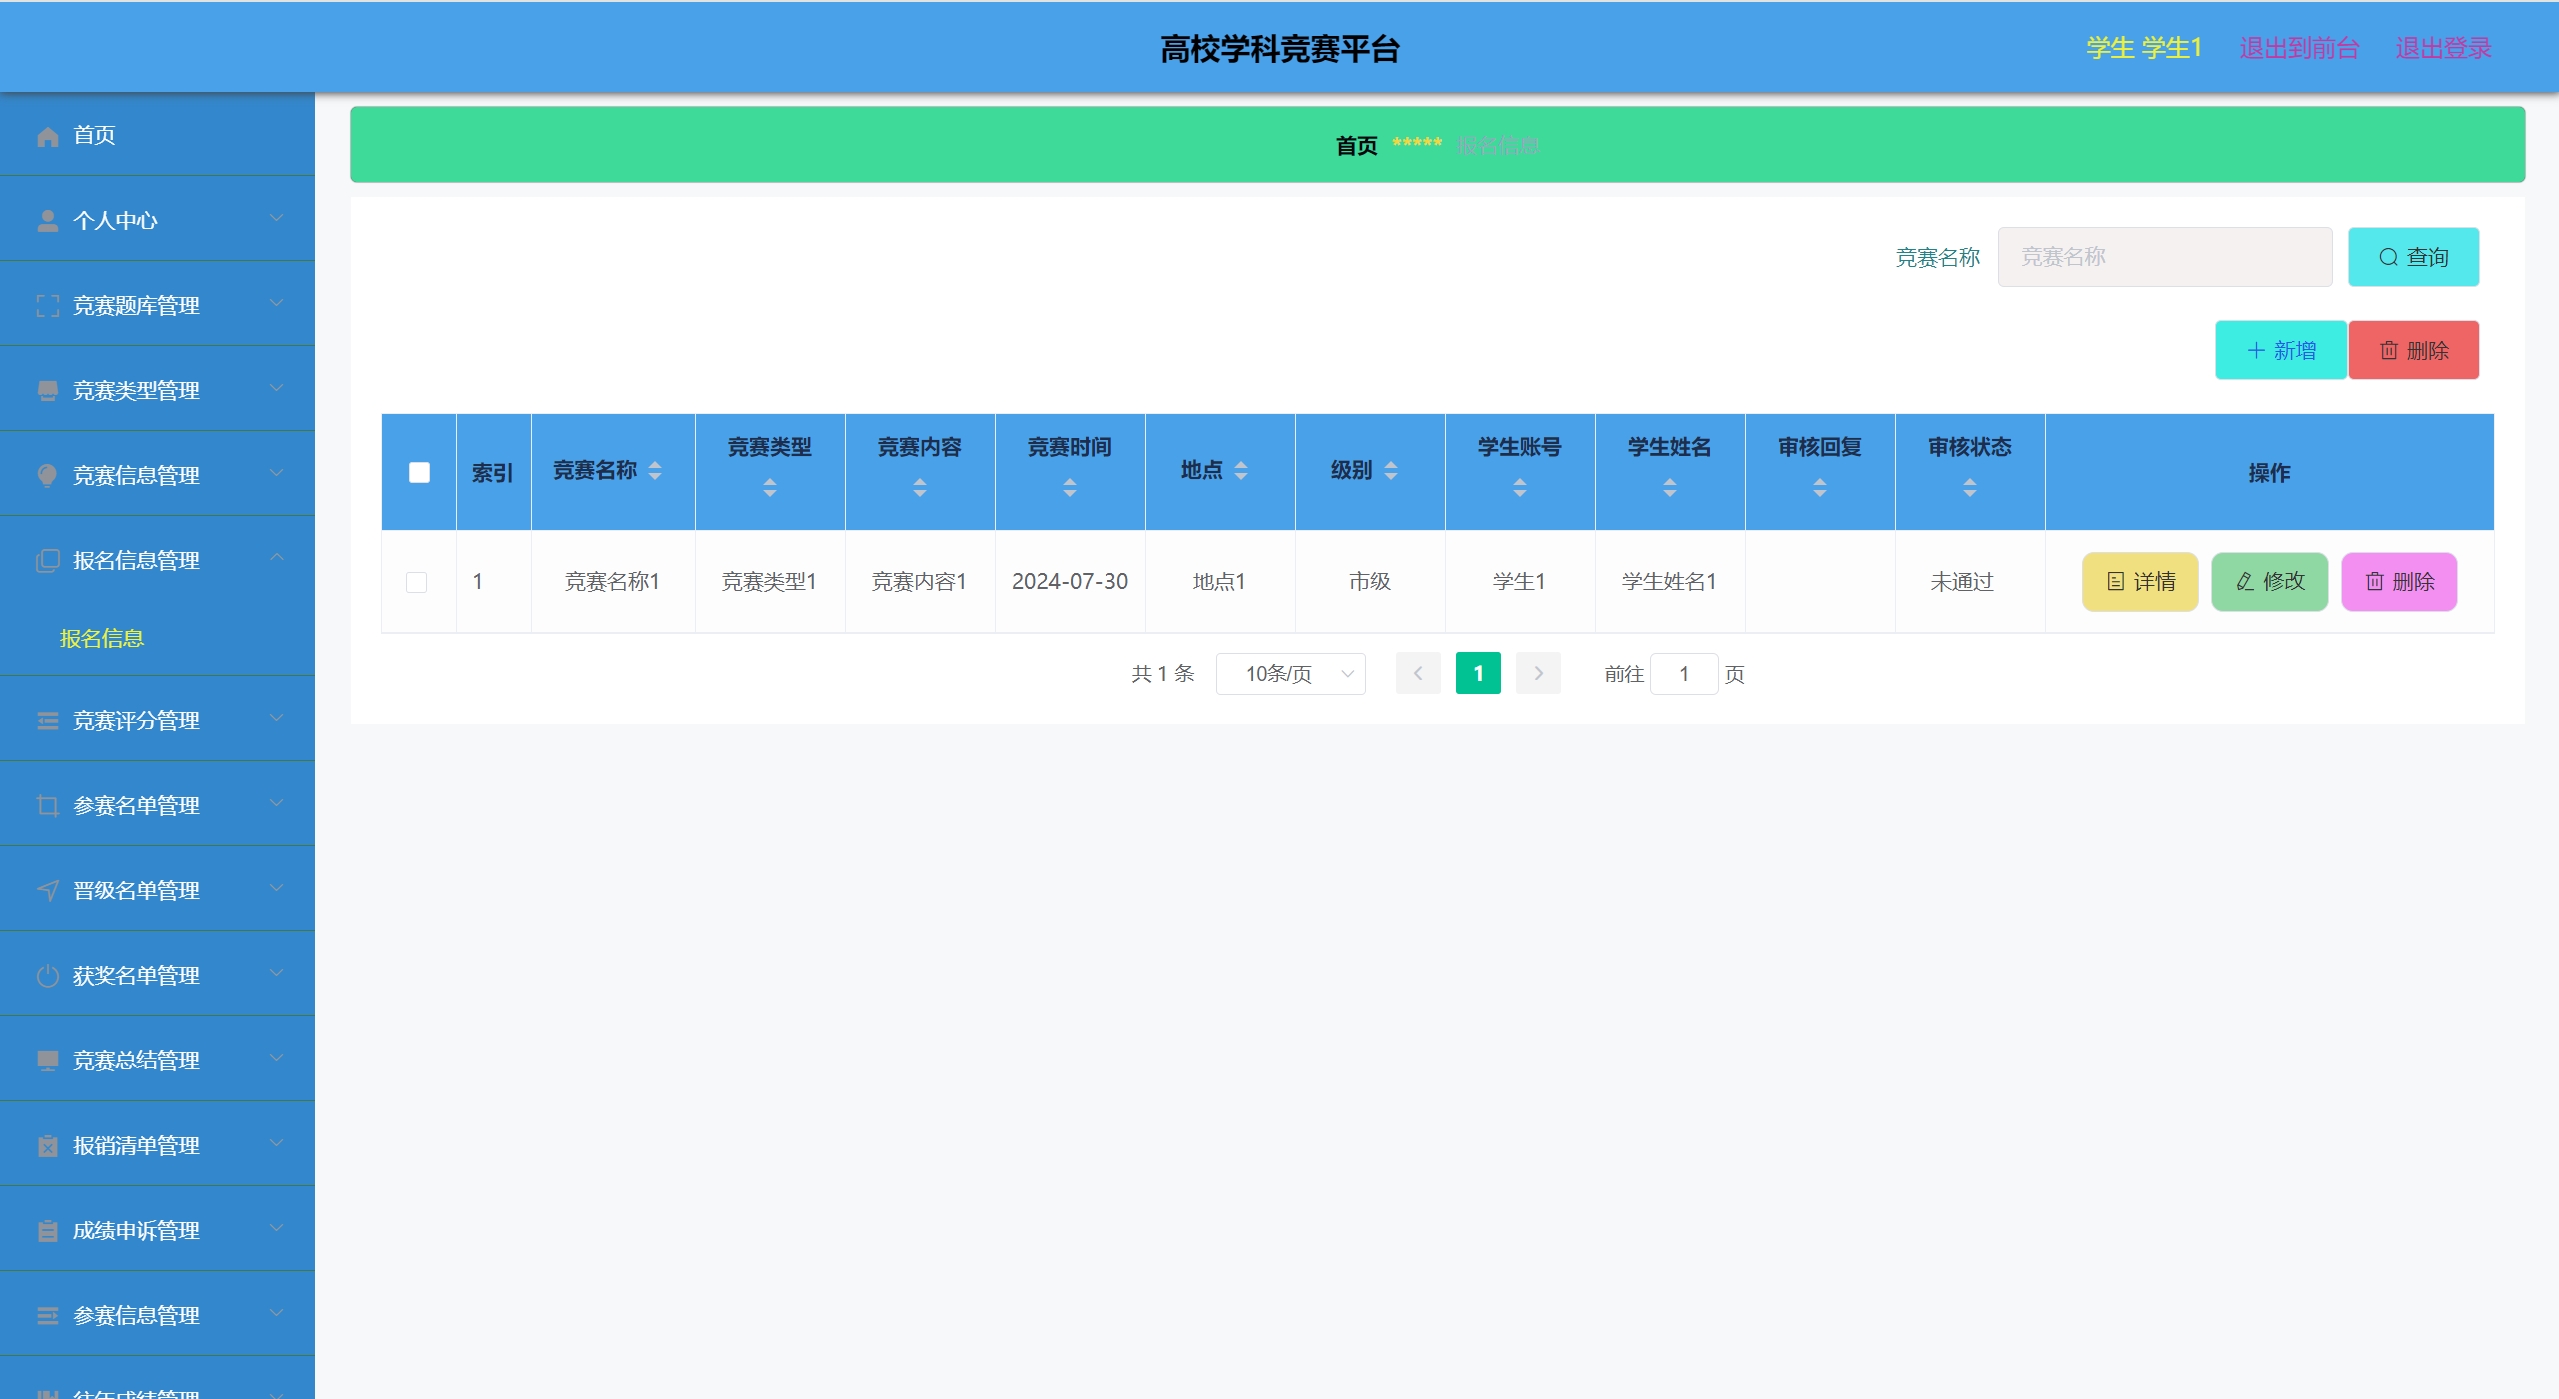 高校学科竞赛平台
学生 学生1 退出到前台 退出登录
首页
个人中心
竞赛题库管理
竞赛类型管理
竞赛信息管理
报名信息管理
报名信息
竞赛评分管理
参赛名单管理
晋级名单管理
获奖名单管理
竞赛总结管理
报销清单管理
成绩申诉管理
参赛信息管理
往年成绩管理
首页 ***** 报名信息
竞赛名称 竞赛名称 查询
新增 删除
索引 竞赛名称 竞赛类型 竞赛内容 竞赛时间 地点 级别 学生账号 学生姓名 审核回复 审核状态 操作
1 竞赛名称1 竞赛类型1 竞赛内容1 2024-07-30 地点1 市级 学生1 学生姓名1 未通过 详情 修改 删除
共 1 条 10条/页 1 前往 1 页